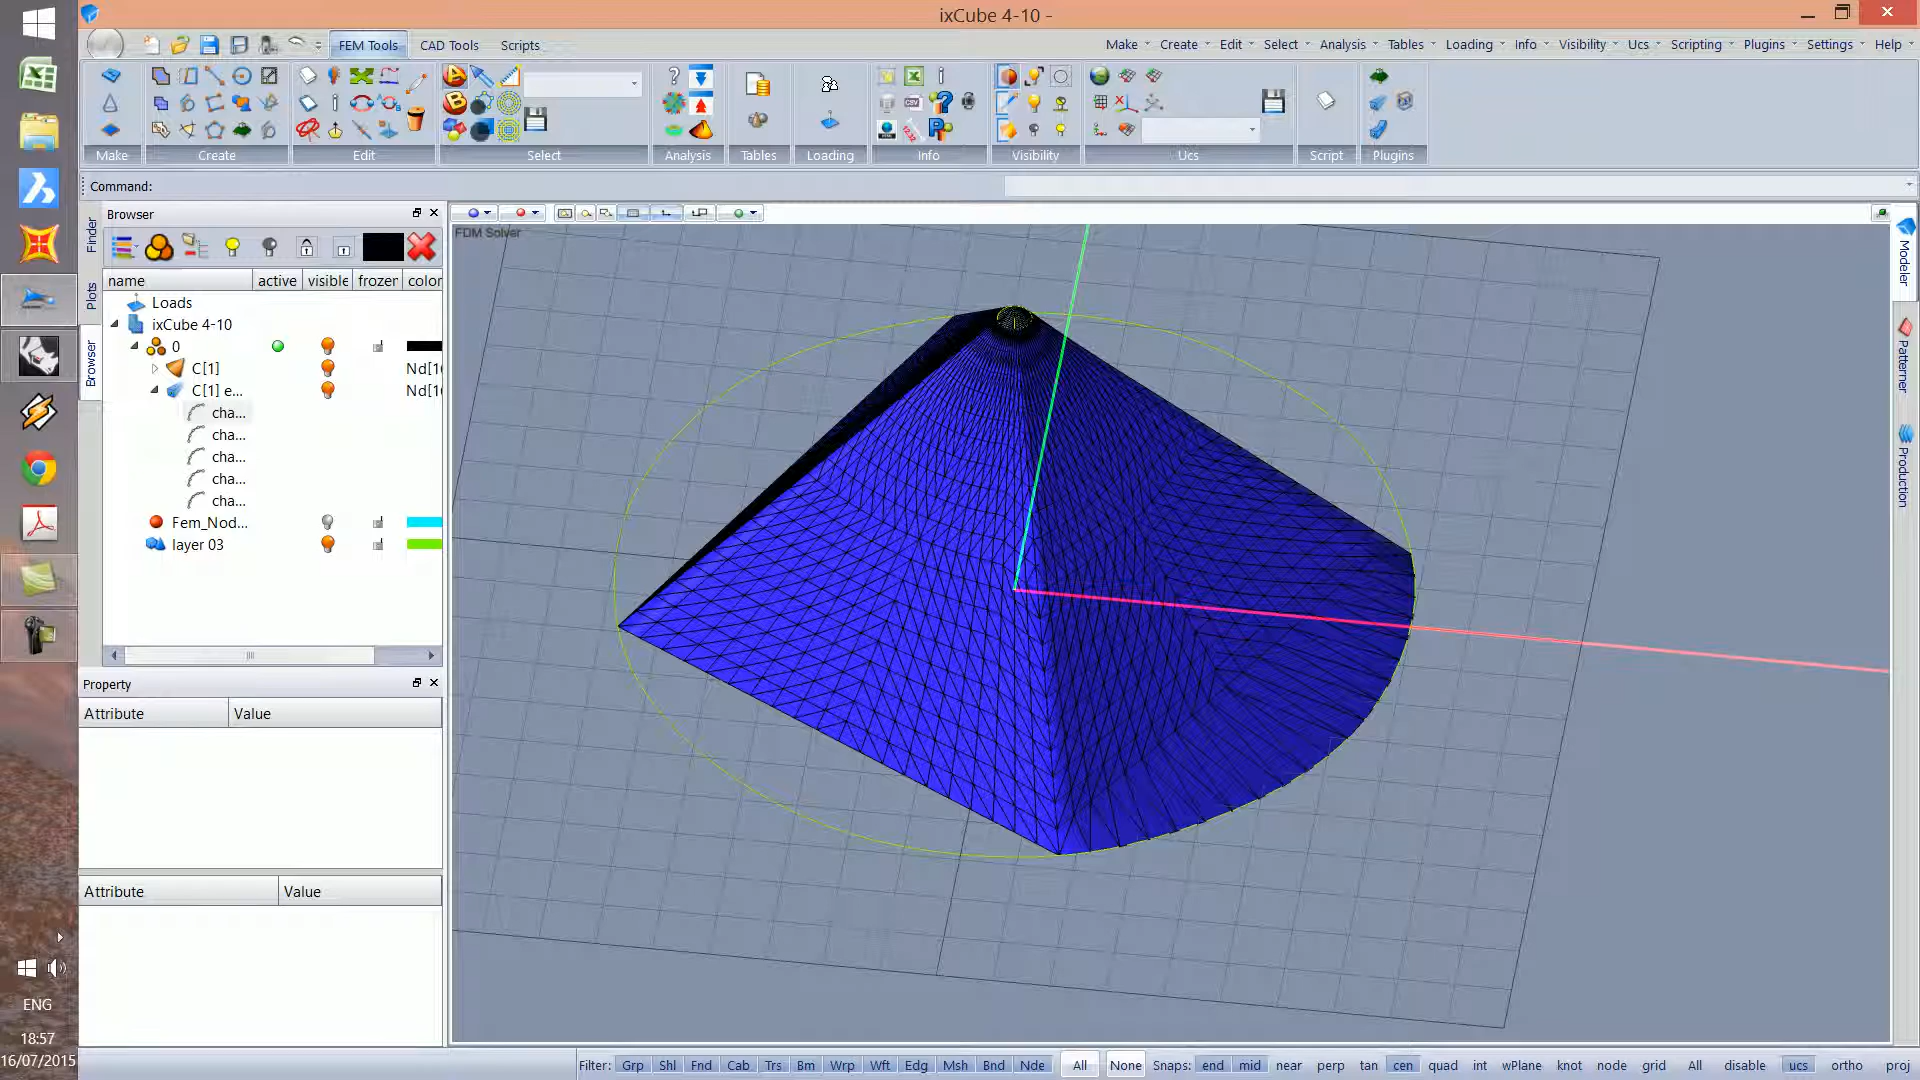 ixCube 4-10 -
FEM Tools CAD Tools Scripts Make Create Edit Select Analysis Tables Loading Info Visibility Ucs Scripting Plugins Settings Help
Make Create Edit Select Analysis Tables Loading Info Visibility Ucs Script Plugins
Command:
Browser
name active visible frozer color
Loads
ixCube 4-10
0
C[1] Nd[1
C[1] e... Nd[1
cha...
cha...
cha...
cha...
cha...
Fem_Nod...
layer 03
Finder
Plots
Browser
Property
Attribute Value
Attribute Value
FDM Solver
Modeler
Patterner
Production
ENG
18:57
16/07/2015
Filter: Grp Shl Fnd Cab Trs Bm Wrp Wft Edg Msh Bnd Nde All None Snaps: end mid near perp tan cen quad int wPlane knot node grid All disable ucs ortho proj